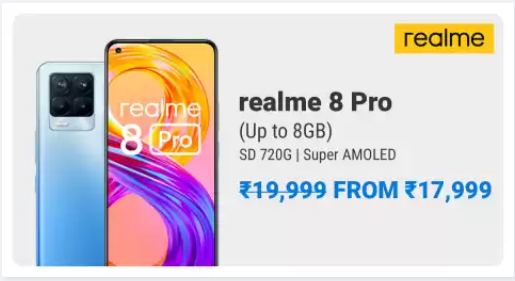 realme
realme
8 Pro
realme 8 Pro
(Up to 8GB)
SD 720G | Super AMOLED
₹19,999 FROM ₹17,999